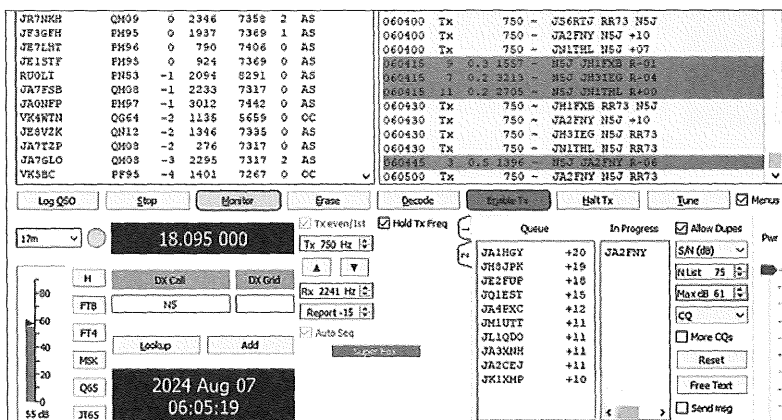 JR7NKH QM09 0 2346 7358 2 AS
JF3GFH PM95 0 1937 7369 1 AS
JE7LHT PM96 0 790 7406 0 AS
JE1STF PM95 0 924 7369 0 AS
RU0LI PN53 -1 2094 8291 0 AS
JA7FSB QM08 -1 2233 7317 0 AS
JA0NFP PM97 -1 3012 7442 0 AS
VK4WTN QG64 -2 1135 5659 0 OC
JE8VZK QN12 -2 1346 7335 0 AS
JA7TZP QM08 -2 276 7317 0 AS
JA7GLO QM08 -3 2295 7317 2 AS
VK5BC PF95 -4 1401 7267 0 OC
060400 Tx 750 ~ JS6RTJ RR73 N5J
060400 Tx 750 ~ JA2FNY N5J +10
060400 Tx 750 ~ JN1THL N5J +07
060415 9 0.3 1557 ~ N5J JH1FXB R-01
060415 7 0.2 3213 ~ N5J JH3IEG R-04
060415 11 0.2 2705 ~ N5J JN1THL R+00
060430 Tx 750 ~ JH1FXB RR73 N5J
060430 Tx 750 ~ JA2FNY N5J +10
060430 Tx 750 ~ JH3IEG N5J RR73
060430 Tx 750 ~ JN1THL N5J RR73
060445 3 0.5 1396 ~ N5J JA2FNY R-06
060500 Tx 750 ~ JA2FNY N5J RR73
Log QSO Stop Monitor Erase Decode Enable Tx Halt Tx Tune Menus
17m 18.095 000
Tx even/1st Hold Tx Freq
Tx 750 Hz
Rx 2241 Hz
Report -15
Auto Seq
H
FT8
FT4
MSK
Q65
JT65
DX Call DX Grid
N5
Lookup Add
2024 Aug 07
06:05:19
80
60
40
20
0
55 dB
1
2
Queue
JA1HGY +20
JH8JPK +19
JE2FUP +18
JQ1EST +15
JA4FXC +12
JM1UTT +11
JL1QDO +11
JA3XNH +11
JA2CEJ +11
JK1XMP +10
In Progress
JA2FNY
Allow Dupes
S/N (dB)
N List 75
Max dB 61
CQ
More CQs
Reset
Free Text
Send msg
Pwr